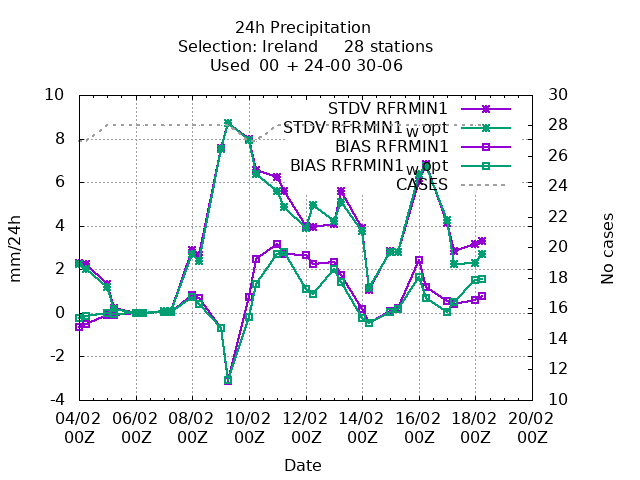 24h Precipitation
Selection: Ireland 28 stations
Used 00 + 24-00 30-06
STDV RFRMIN1
STDV RFRMIN1_W opt
BIAS RFRMIN1
BIAS RFRMIN1_W opt
CASES
mm/24h
10
8
6
4
2
0
-2
-4
No cases
30
28
26
24
22
20
18
16
14
12
10
04/02 06/02 08/02 10/02 12/02 14/02 16/02 18/02 20/02
00Z 00Z 00Z 00Z 00Z 00Z 00Z 00Z 00Z
Date